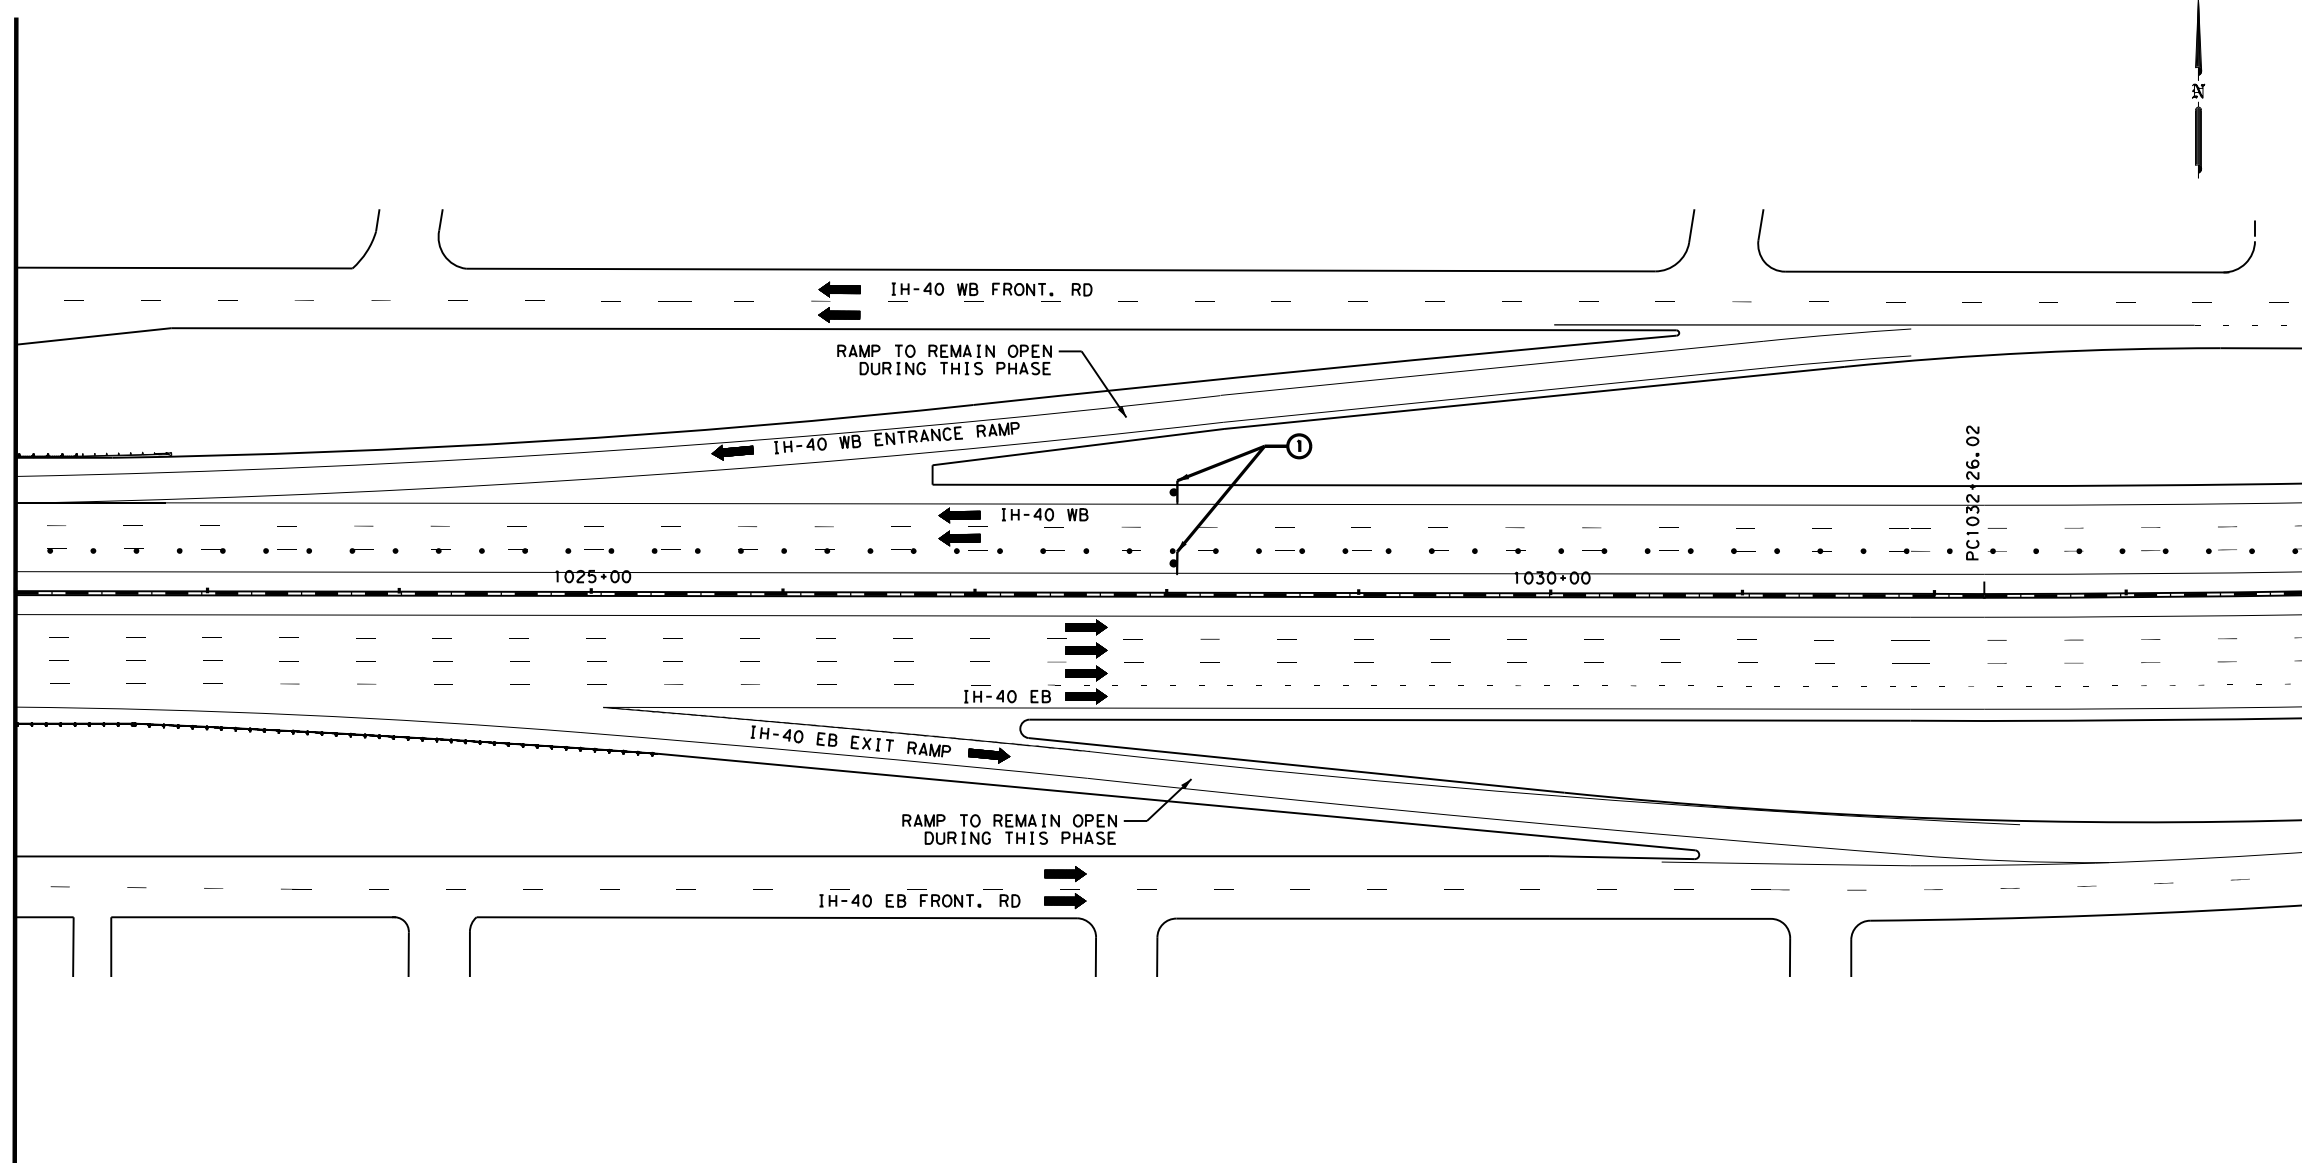 N
IH-40 WB FRONT. RD
RAMP TO REMAIN OPEN
DURING THIS PHASE
IH-40 WB ENTRANCE RAMP
1
PC1032+26.02
IH-40 WB
1025+00
1030+00
IH-40 EB
IH-40 EB EXIT RAMP
RAMP TO REMAIN OPEN
DURING THIS PHASE
IH-40 EB FRONT. RD